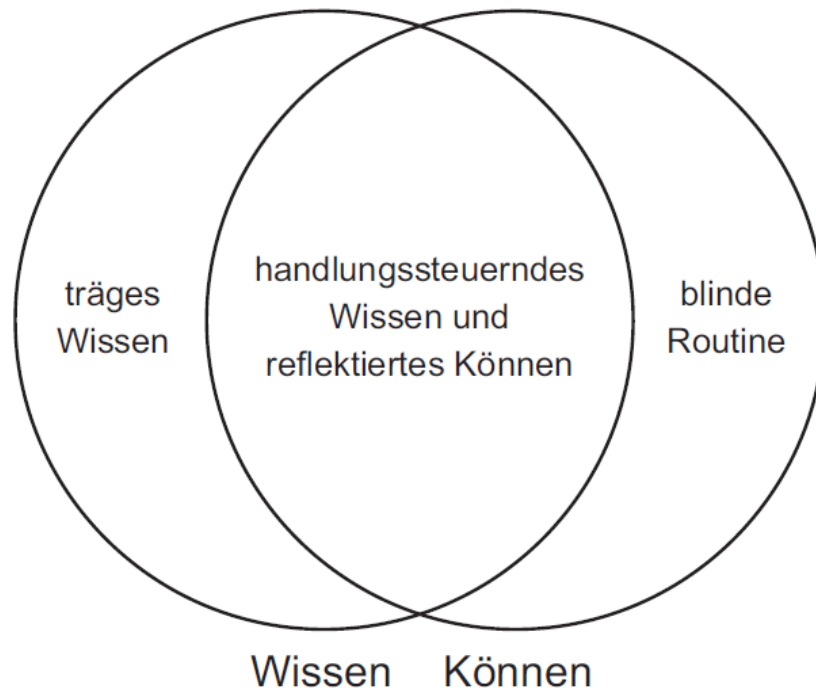 träges
Wissen
handlungssteuerndes
Wissen und
reflektiertes Können
blinde
Routine
Wissen Können